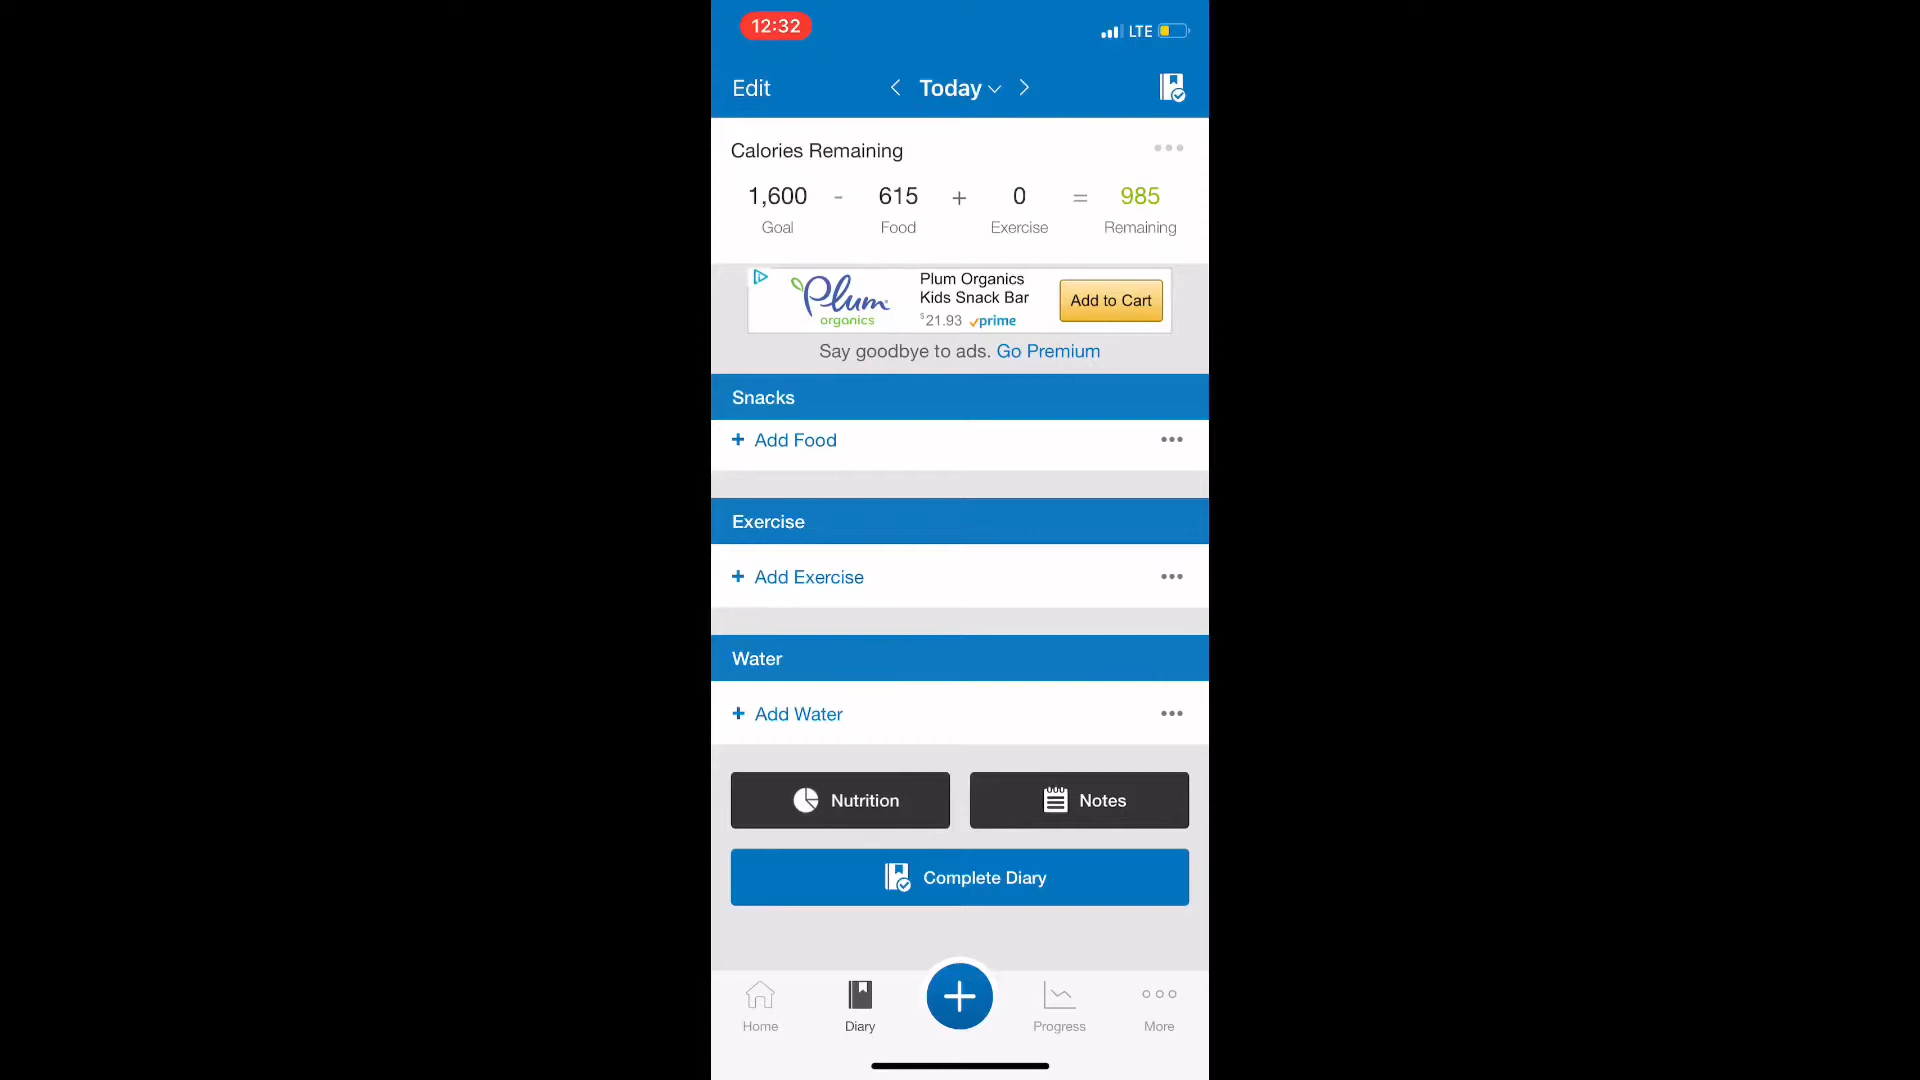 12:32
LTE
Edit
Today
Calories Remaining
1,600 - 615 + 0 = 985
Goal Food Exercise Remaining
Plum organics
Plum Organics
Kids Snack Bar
$21.93 prime
Add to Cart
Say goodbye to ads. Go Premium
Snacks
+ Add Food
Exercise
+ Add Exercise
Water
+ Add Water
Nutrition
Notes
Complete Diary
Home
Diary
Progress
More